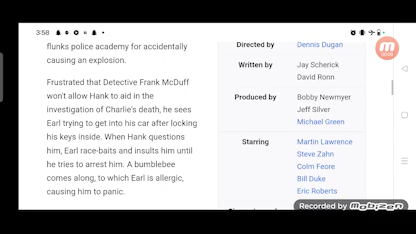 3:58
flunks police academy for accidentally
causing an explosion.
Frustrated that Detective Frank McDuff
won't allow Hank to aid in the
investigation of Charlie's death, he sees
Earl trying to get into his car after locking
his keys inside. When Hank questions
him, Earl race-baits and insults him until
he tries to arrest him. A bumblebee
comes along, to which Earl is allergic,
causing him to panic.
Directed by Dennis Dugan
Written by Jay Scherick
David Ronn
Produced by Bobby Newmyer
Jeff Silver
Michael Green
Starring Martin Lawrence
Steve Zahn
Colm Feore
Bill Duke
Eric Roberts
Recorded by Mobizen